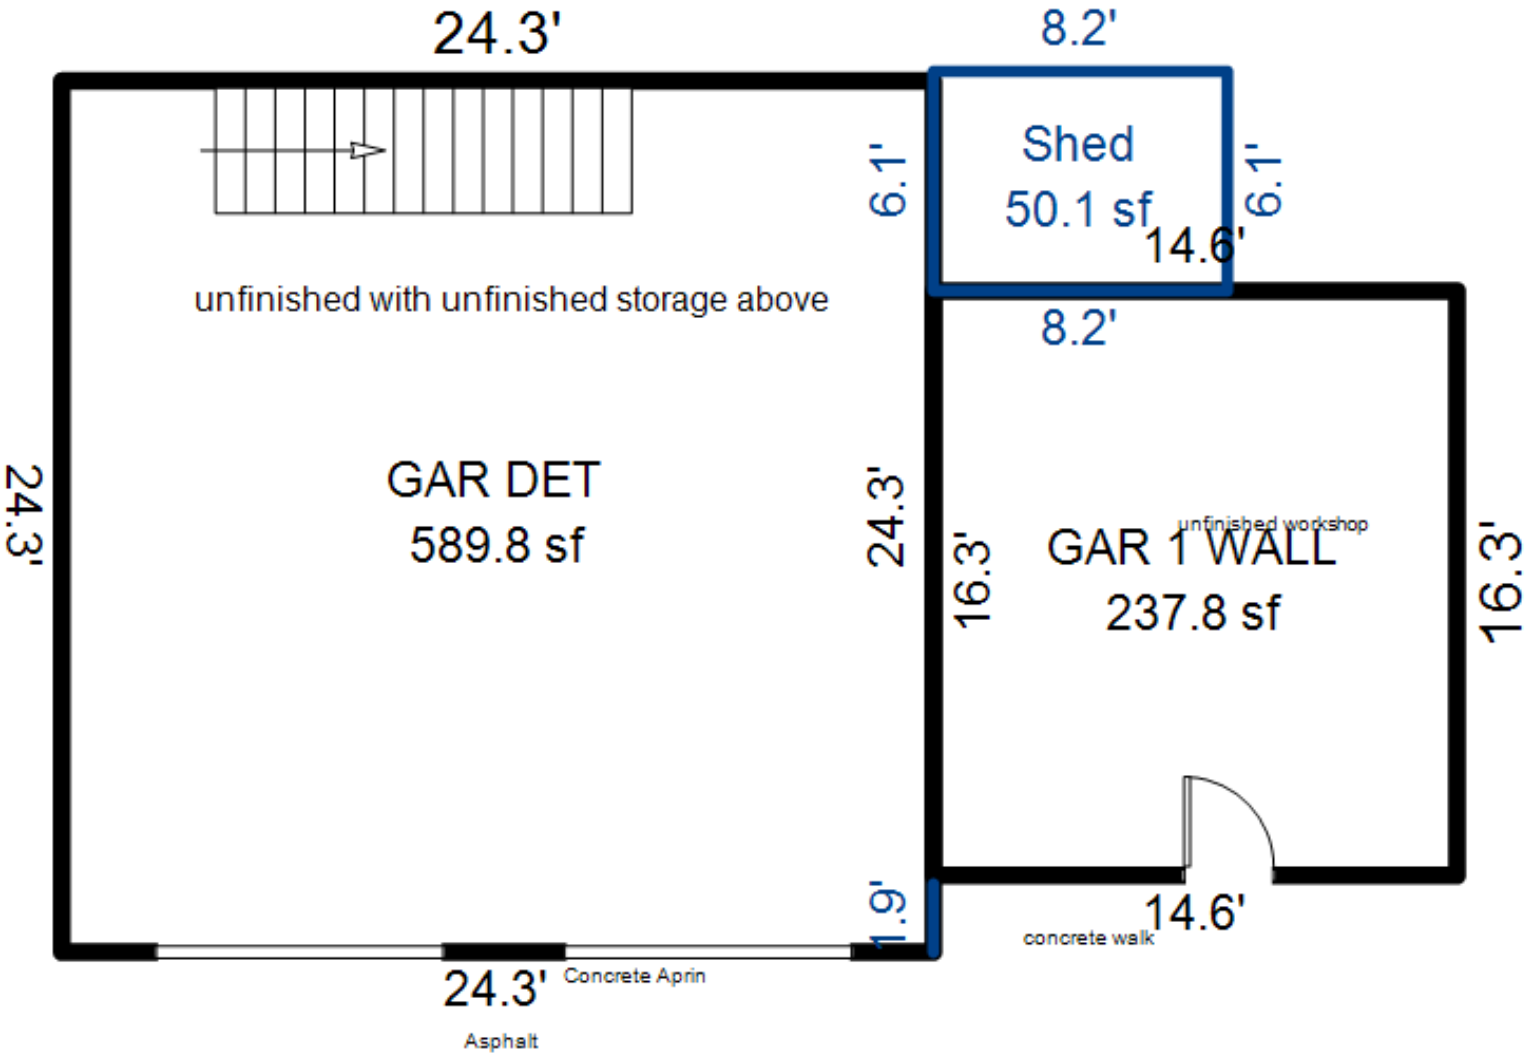 24.3'
8.2'
Shed
50.1 sf
6.1'
6.1'
14.6'
unfinished with unfinished storage above
8.2'
GAR DET
589.8 sf
24.3'
24.3'
unfinished workshop
GAR 1 WALL
237.8 sf
16.3'
16.3'
1.9'
14.6'
concrete walk
24.3'
Concrete Aprin
Asphalt